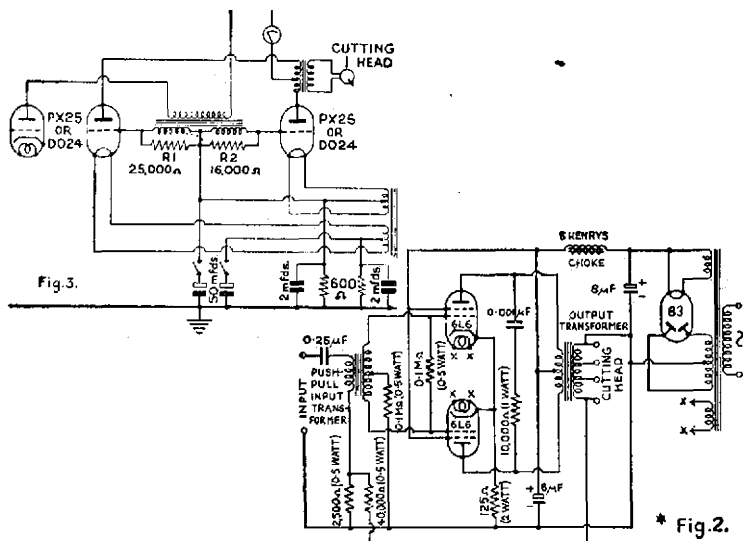 CUTTING
HEAD
PX25
OR
DO24
PX25
OR
DO24
R1
25,000Ω
R2
16,000Ω
Fig.3.
50 mfds.
2 mfds.
600
Ω
2 mfds.
8 HENRYS
CHOKE
8μF
+
-
83
0.25μF
PUSH-
PULL
INPUT
TRANS-
FORMER
INPUT
6L6
X X
X X
6L6
0.1MΩ
(0.5 WATT)
0.1MΩ (0.5 WATT)
0.001μF
10,000Ω (1 WATT)
OUTPUT
TRANSFORMER
CUTTING
HEAD
X
X
2,500Ω (0.5 WATT)
40,000Ω (0.5 WATT)
125Ω
(2 WATT)
+
-
8μF
* Fig.2.